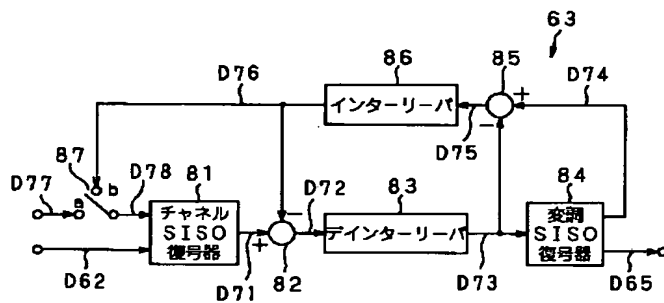 63
86
85
D76
D74
インターリーバ
+
−
D75
87
b
D78
81
D77
a
チャネル
SISO
復号器
−
D72
83
デインターリーバ
84
変調
SISO
復号器
+
82
D62
D71
D73
D65